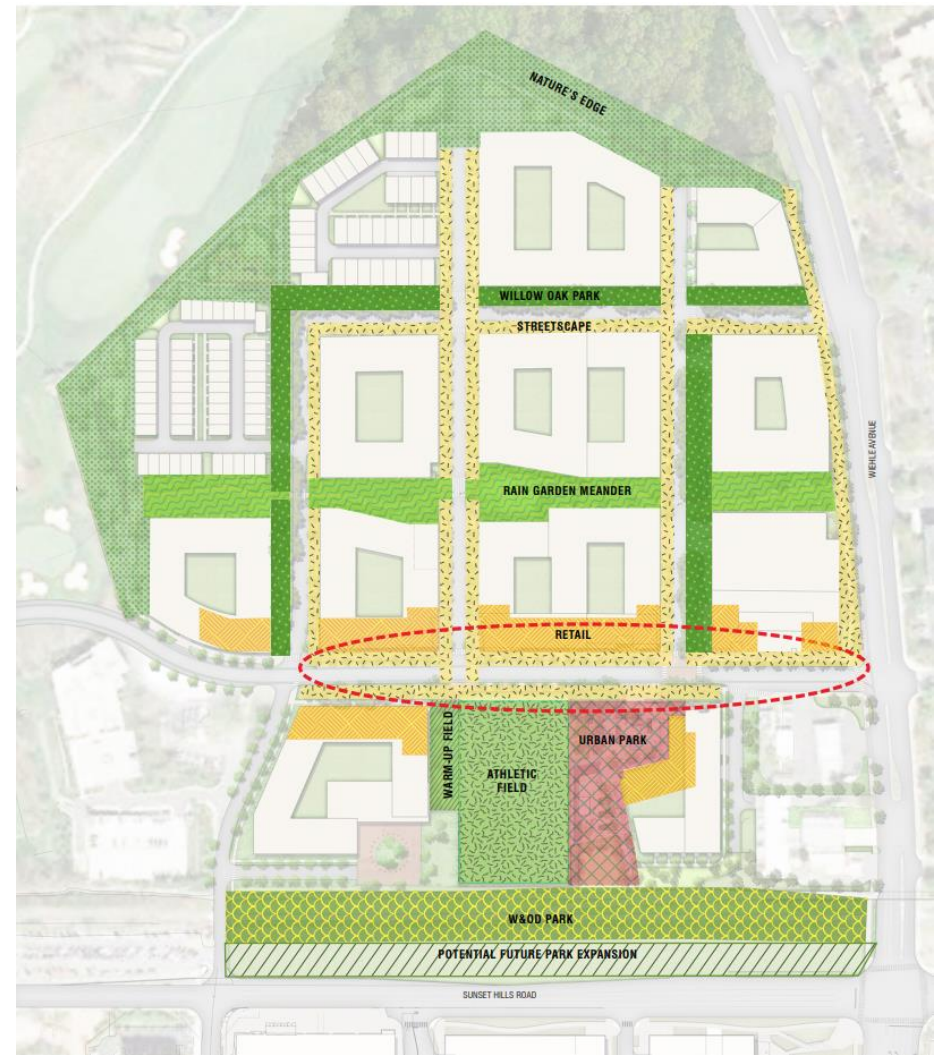 NATURE'S EDGE
WILLOW OAK PARK
STREETSCAPE
WIEHLE AVENUE
RAIN GARDEN MEANDER
RETAIL
WARM-UP FIELD
URBAN PARK
ATHLETIC
FIELD
W&OD PARK
POTENTIAL FUTURE PARK EXPANSION
SUNSET HILLS ROAD